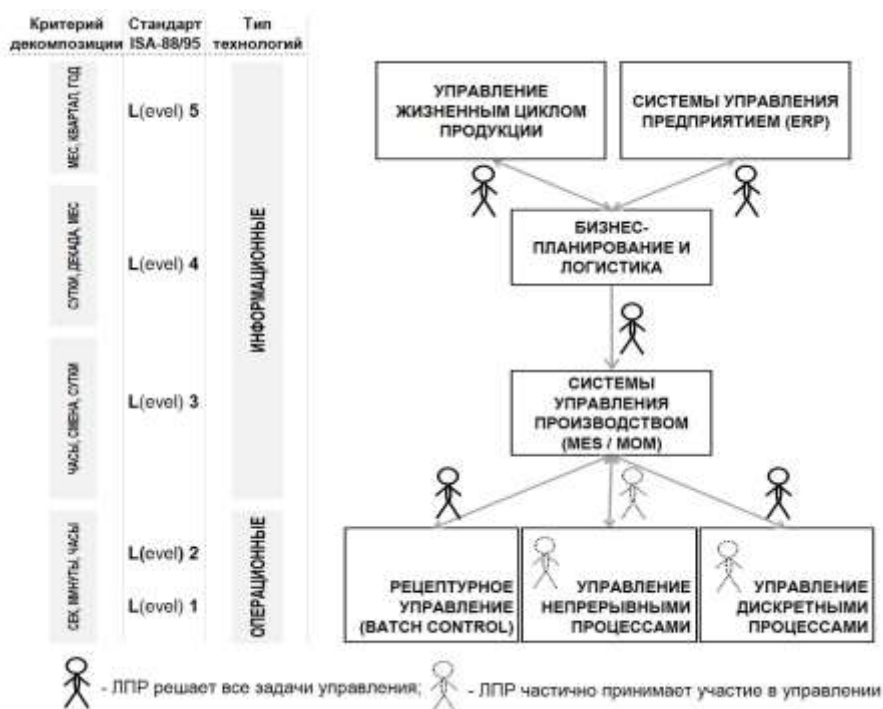 Критерий декомпозиции
Стандарт ISA-88/95
Тип технологий
МЕС, КВАРТАЛ, ГОД
L(evel) 5
СУТКИ, ДЕКАДА, МЕС
L(evel) 4
ЧАСЫ, СМЕНА, СУТКИ
L(evel) 3
СЕК, МИНУТЫ, ЧАСЫ
L(evel) 2
L(evel) 1
ИНФОРМАЦИОННЫЕ
ОПЕРАЦИОННЫЕ
УПРАВЛЕНИЕ
ЖИЗНЕННЫМ ЦИКЛОМ
ПРОДУКЦИИ
СИСТЕМЫ УПРАВЛЕНИЯ
ПРЕДПРИЯТИЕМ (ERP)
БИЗНЕС-
ПЛАНИРОВАНИЕ И
ЛОГИСТИКА
СИСТЕМЫ
УПРАВЛЕНИЯ
ПРОИЗВОДСТВОМ
(MES / MOM)
РЕЦЕПТУРНОЕ
УПРАВЛЕНИЕ
(BATCH CONTROL)
УПРАВЛЕНИЕ
НЕПРЕРЫВНЫМИ
ПРОЦЕССАМИ
УПРАВЛЕНИЕ
ДИСКРЕТНЫМИ
ПРОЦЕССАМИ
- ЛПР решает все задачи управления;
- ЛПР частично принимает участие в управлении